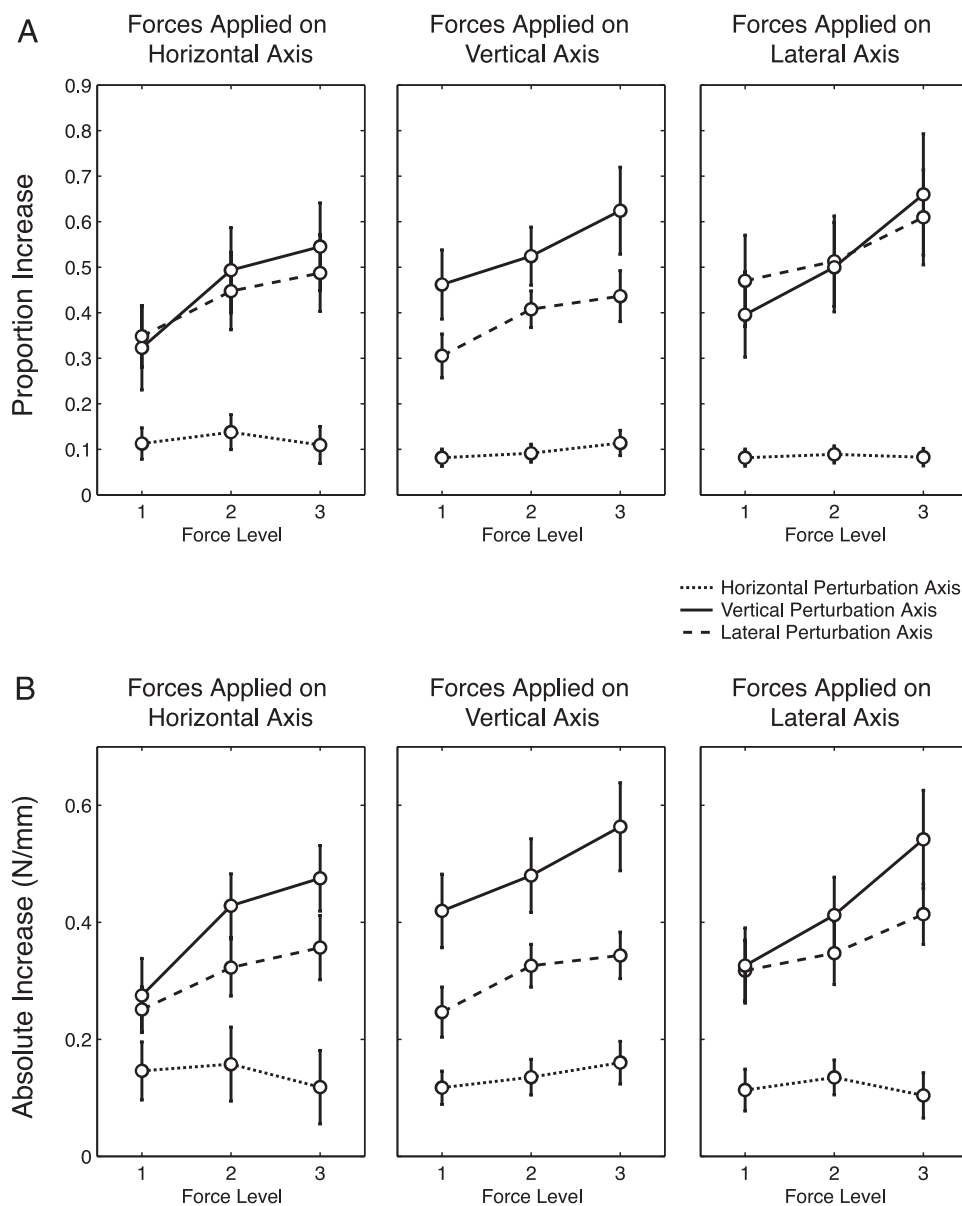 A
Forces Applied on
Horizontal Axis
Forces Applied on
Vertical Axis
Forces Applied on
Lateral Axis
Proportion Increase
0.9
0.8
0.7
0.6
0.5
0.4
0.3
0.2
0.1
0
1 2 3
Force Level
1 2 3
Force Level
1 2 3
Force Level
Horizontal Perturbation Axis
Vertical Perturbation Axis
Lateral Perturbation Axis
B
Forces Applied on
Horizontal Axis
Forces Applied on
Vertical Axis
Forces Applied on
Lateral Axis
Absolute Increase (N/mm)
0.6
0.4
0.2
0
1 2 3
Force Level
1 2 3
Force Level
1 2 3
Force Level